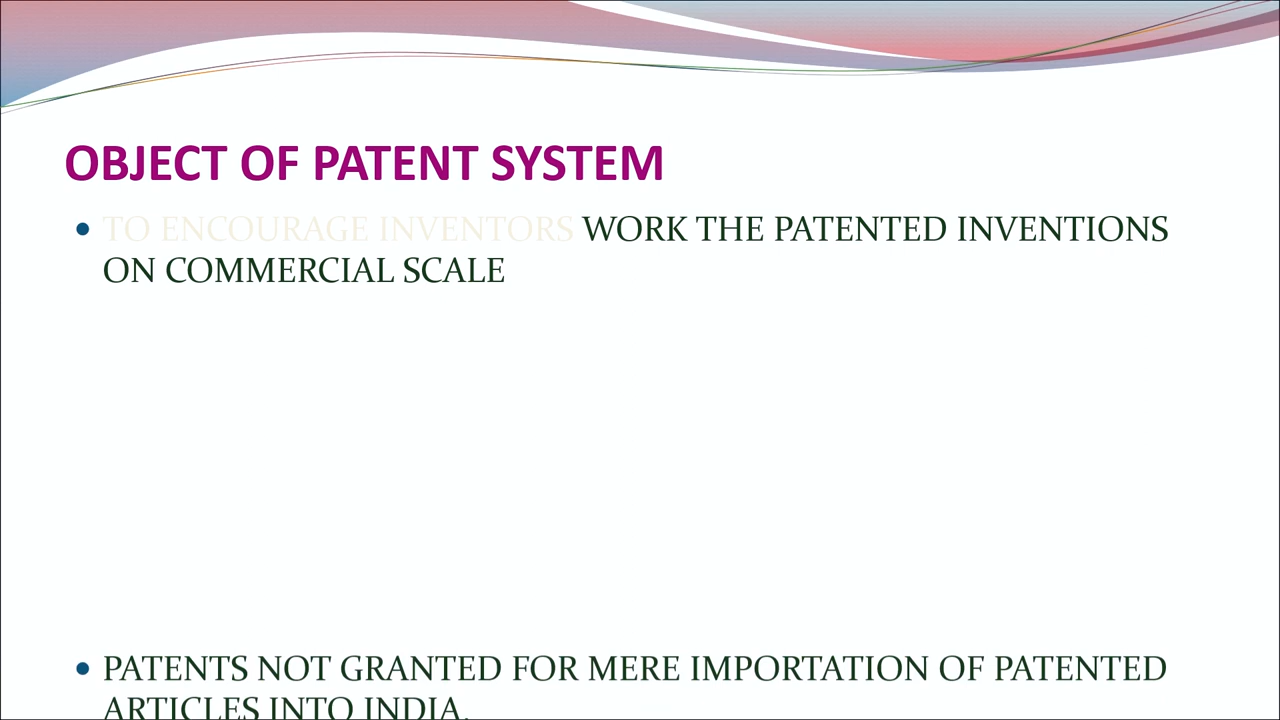 OBJECT OF PATENT SYSTEM
• TO ENCOURAGE INVENTORS WORK THE PATENTED INVENTIONS
ON COMMERCIAL SCALE
• PATENTS NOT GRANTED FOR MERE IMPORTATION OF PATENTED
ARTICLES INTO INDIA.